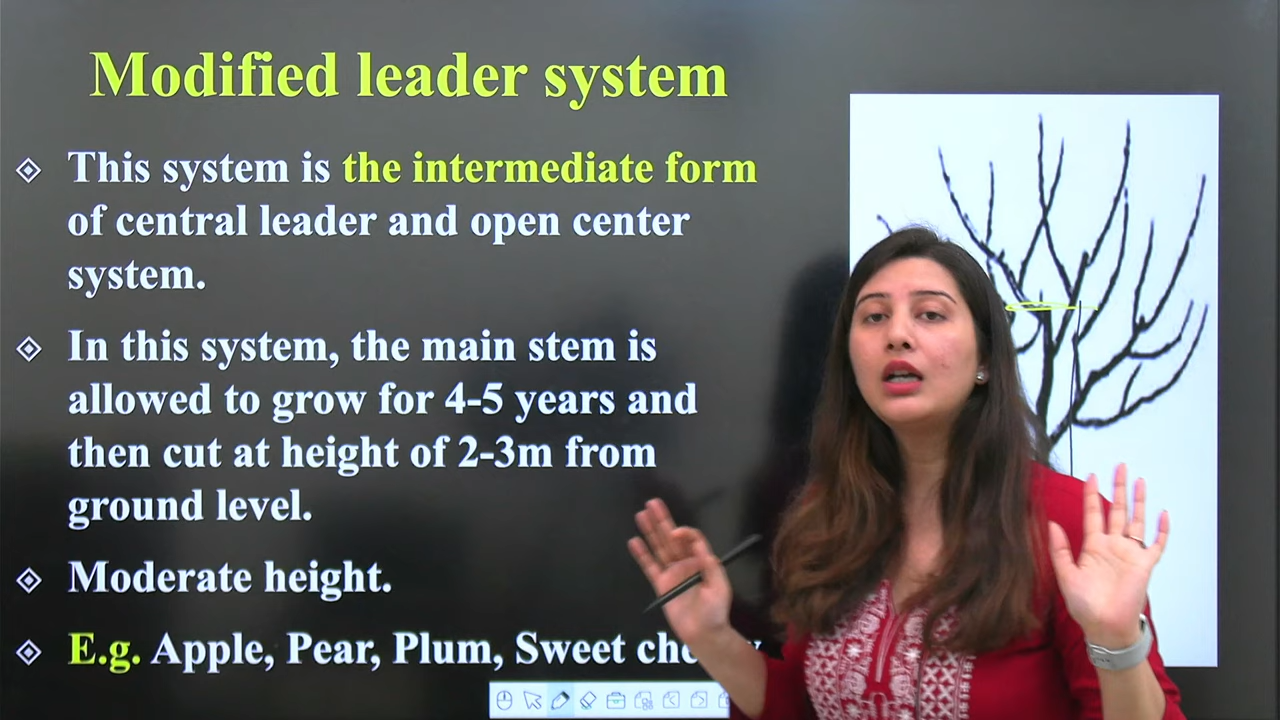 Modified leader system
This system is the intermediate form
of central leader and open center
system.
In this system, the main stem is
allowed to grow for 4-5 years and
then cut at height of 2-3m from
ground level.
Moderate height.
E.g. Apple, Pear, Plum, Sweet